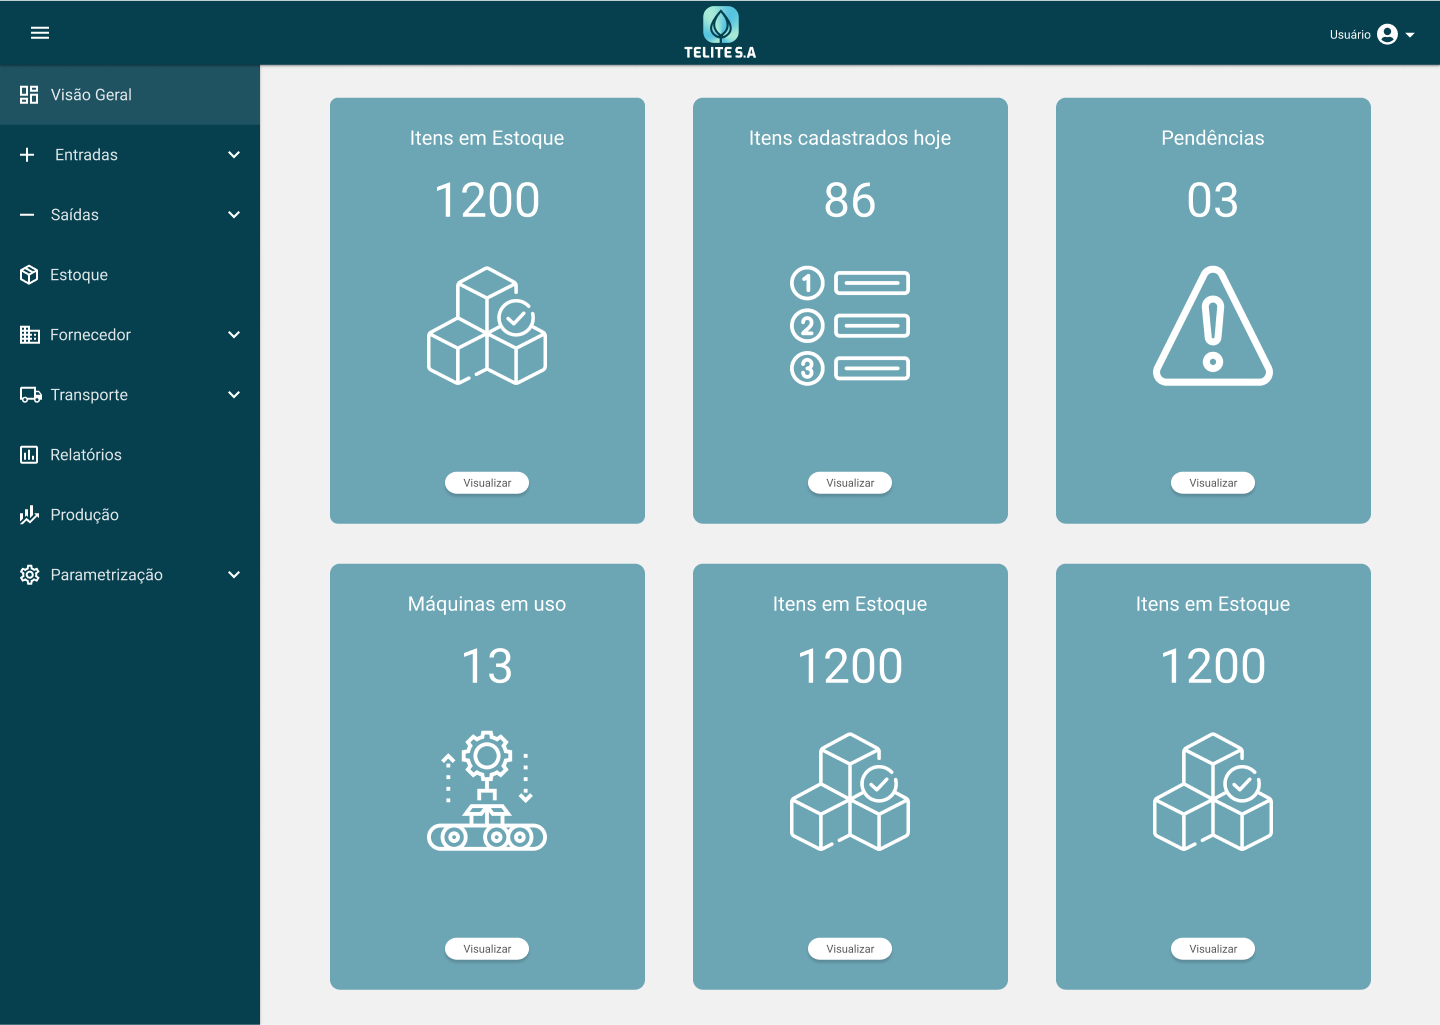 TELITE S.A
Usuário
Visão Geral
Entradas
Saídas
Estoque
Fornecedor
Transporte
Relatórios
Produção
Parametrização
Itens em Estoque
1200
Visualizar
Itens cadastrados hoje
86
1
2
3
Visualizar
Pendências
03
Visualizar
Máquinas em uso
13
Visualizar
Itens em Estoque
1200
Visualizar
Itens em Estoque
1200
Visualizar